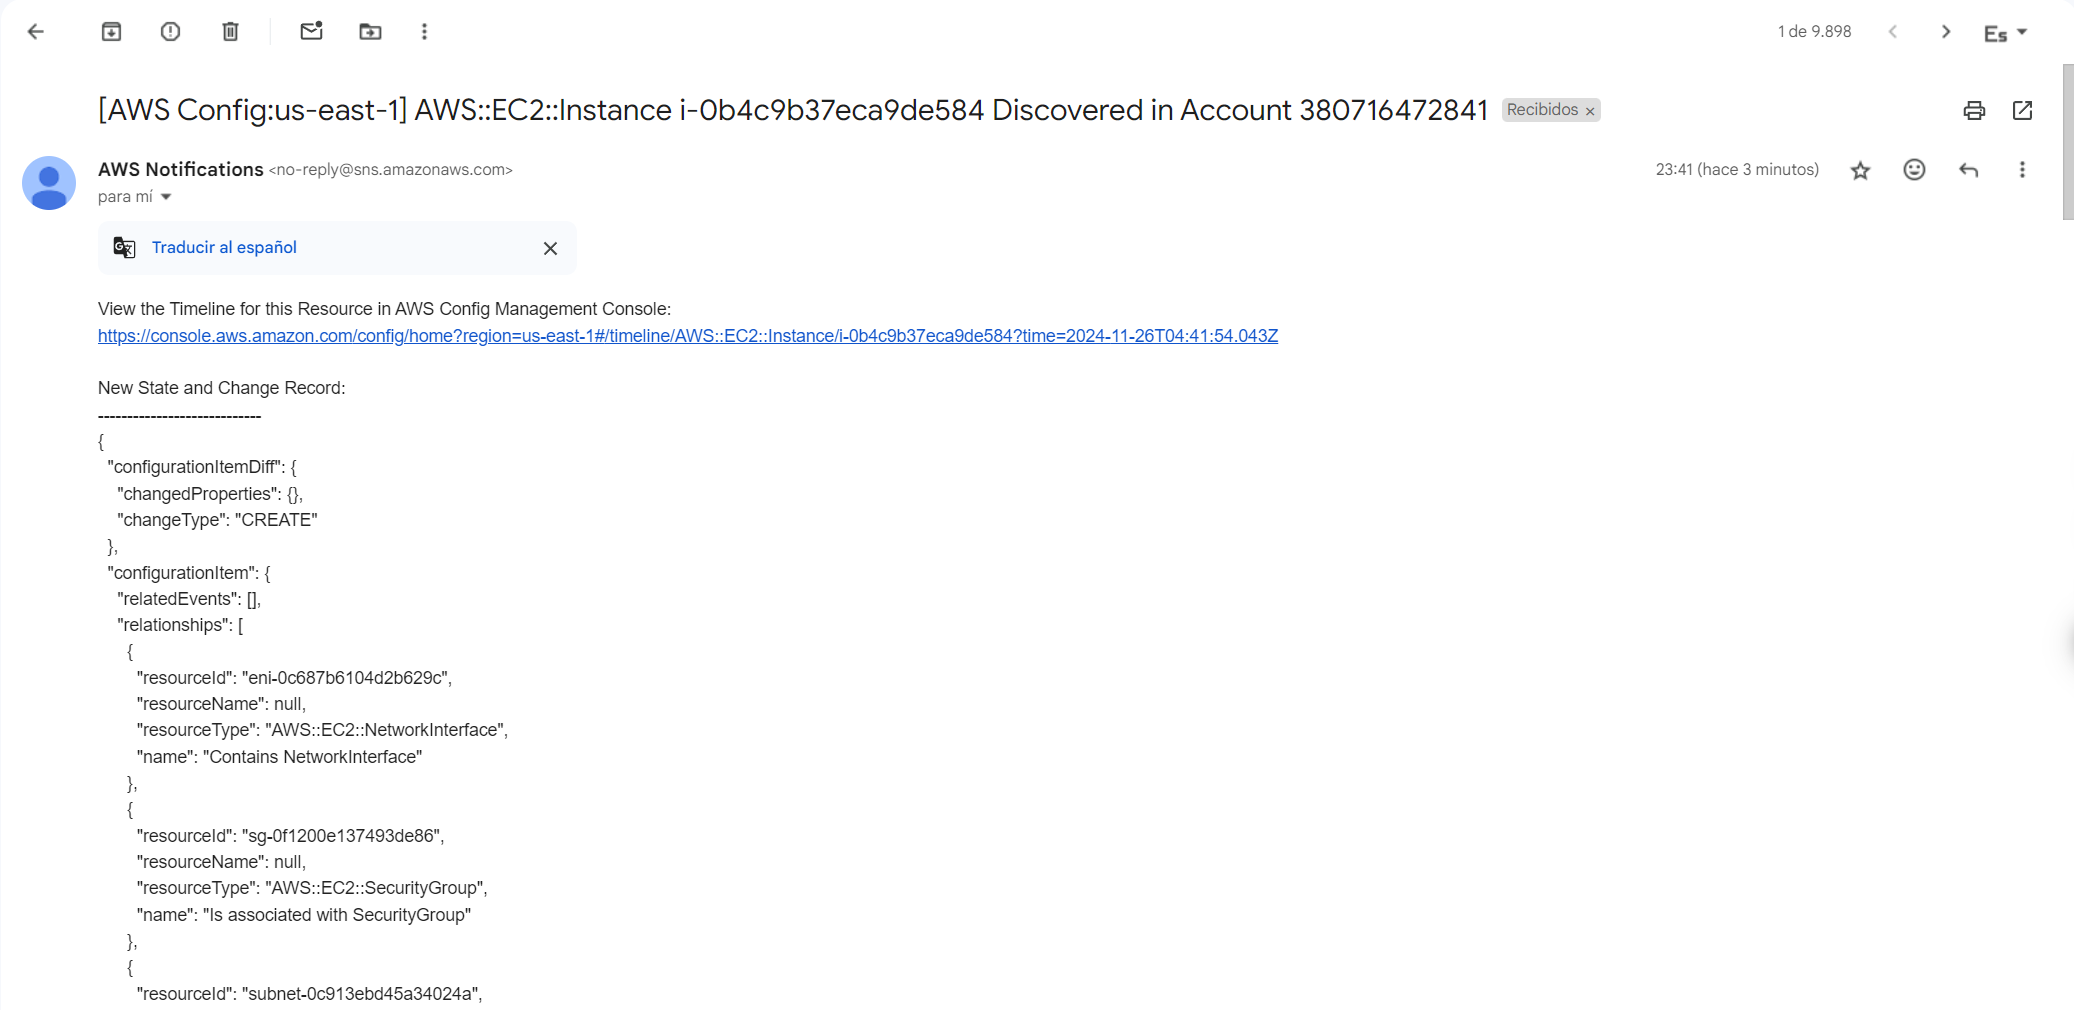 1 de 9.898
Es
[AWS Config:us-east-1] AWS::EC2::Instance i-0b4c9b37eca9de584 Discovered in Account 380716472841 Recibidos x
AWS Notifications <no-reply@sns.amazonaws.com>
23:41 (hace 3 minutos)
para mí
Traducir al español
View the Timeline for this Resource in AWS Config Management Console:
https://console.aws.amazon.com/config/home?region=us-east-1#/timeline/AWS::EC2::Instance/i-0b4c9b37eca9de584?time=2024-11-26T04:41:54.043Z
New State and Change Record:
----------------------------
{
"configurationItemDiff": {
"changedProperties": {},
"changeType": "CREATE"
},
"configurationItem": {
"relatedEvents": [],
"relationships": [
{
"resourceId": "eni-0c687b6104d2b629c",
"resourceName": null,
"resourceType": "AWS::EC2::NetworkInterface",
"name": "Contains NetworkInterface"
},
{
"resourceId": "sg-0f1200e137493de86",
"resourceName": null,
"resourceType": "AWS::EC2::SecurityGroup",
"name": "Is associated with SecurityGroup"
},
{
"resourceId": "subnet-0c913ebd45a34024a",